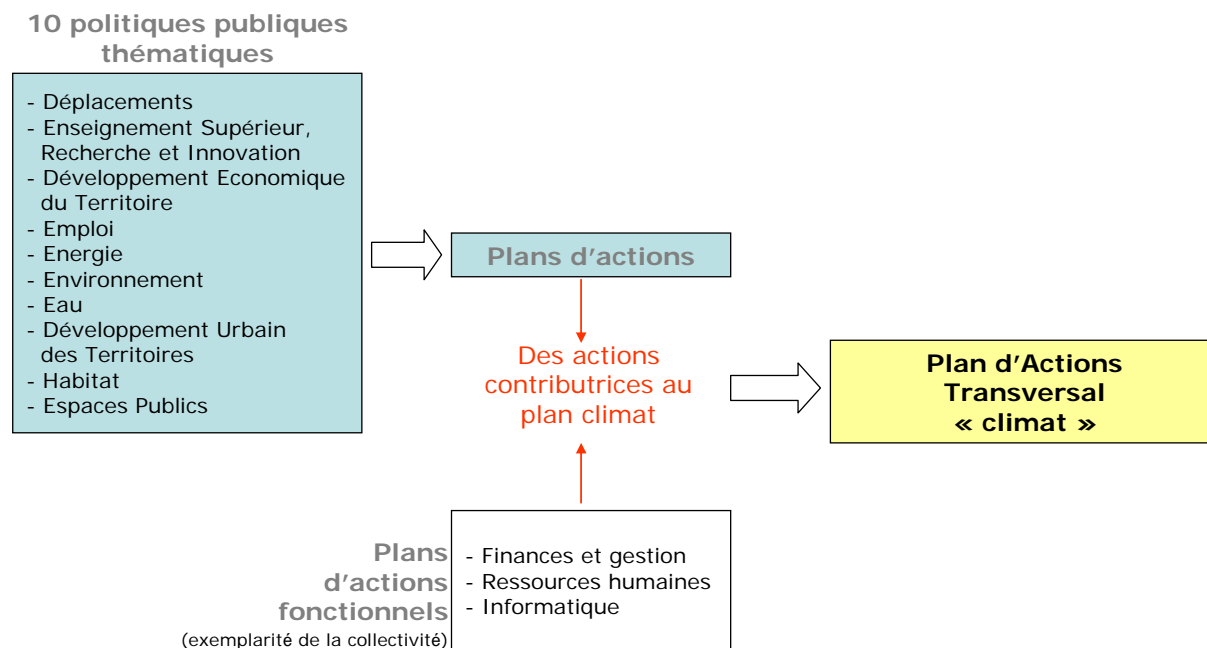 10 politiques publiques
thématiques
- Déplacements
- Enseignement Supérieur,
Recherche et Innovation
- Développement Economique
du Territoire
- Emploi
- Energie
- Environnement
- Eau
- Développement Urbain
des Territoires
- Habitat
- Espaces Publics
Plans d'actions
Des actions
contributrices au
plan climat
Plan d'Actions
Transversal
« climat »
Plans
d'actions
fonctionnels
(exemplarité de la collectivité)
- Finances et gestion
- Ressources humaines
- Informatique